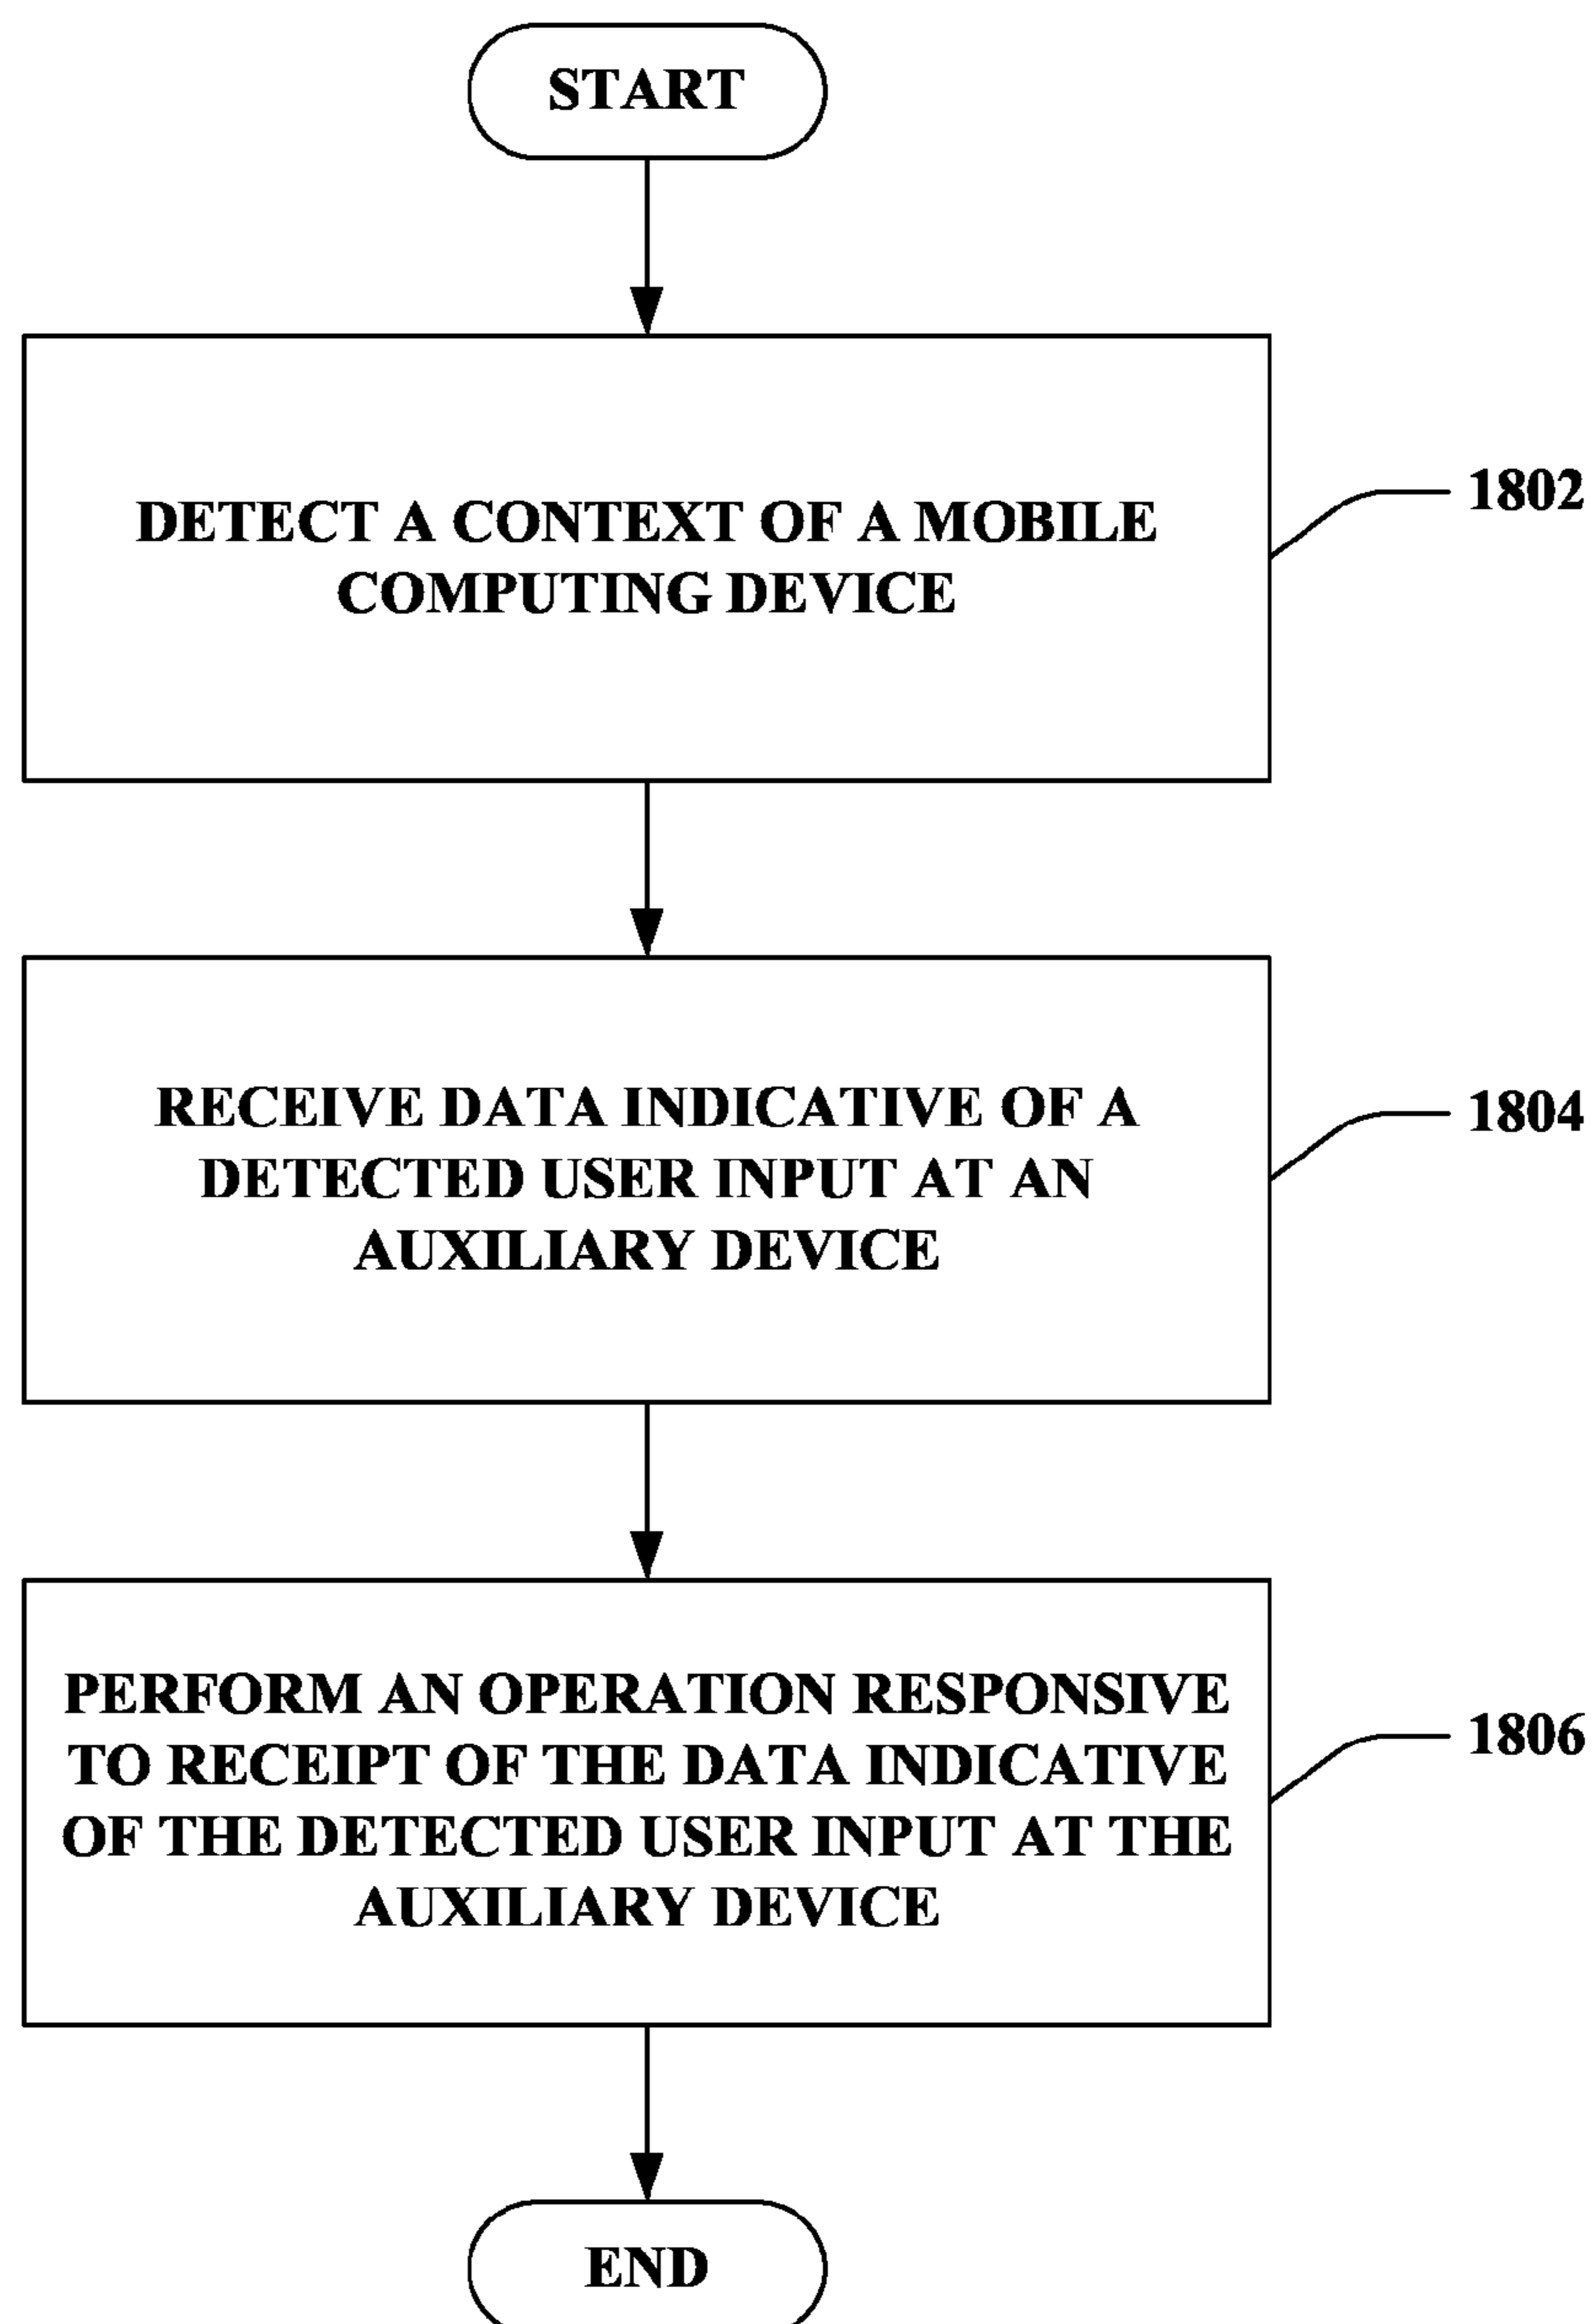 START
DETECT A CONTEXT OF A MOBILE
COMPUTING DEVICE
1802
RECEIVE DATA INDICATIVE OF A
DETECTED USER INPUT AT AN
AUXILIARY DEVICE
1804
PERFORM AN OPERATION RESPONSIVE
TO RECEIPT OF THE DATA INDICATIVE
OF THE DETECTED USER INPUT AT THE
AUXILIARY DEVICE
1806
END